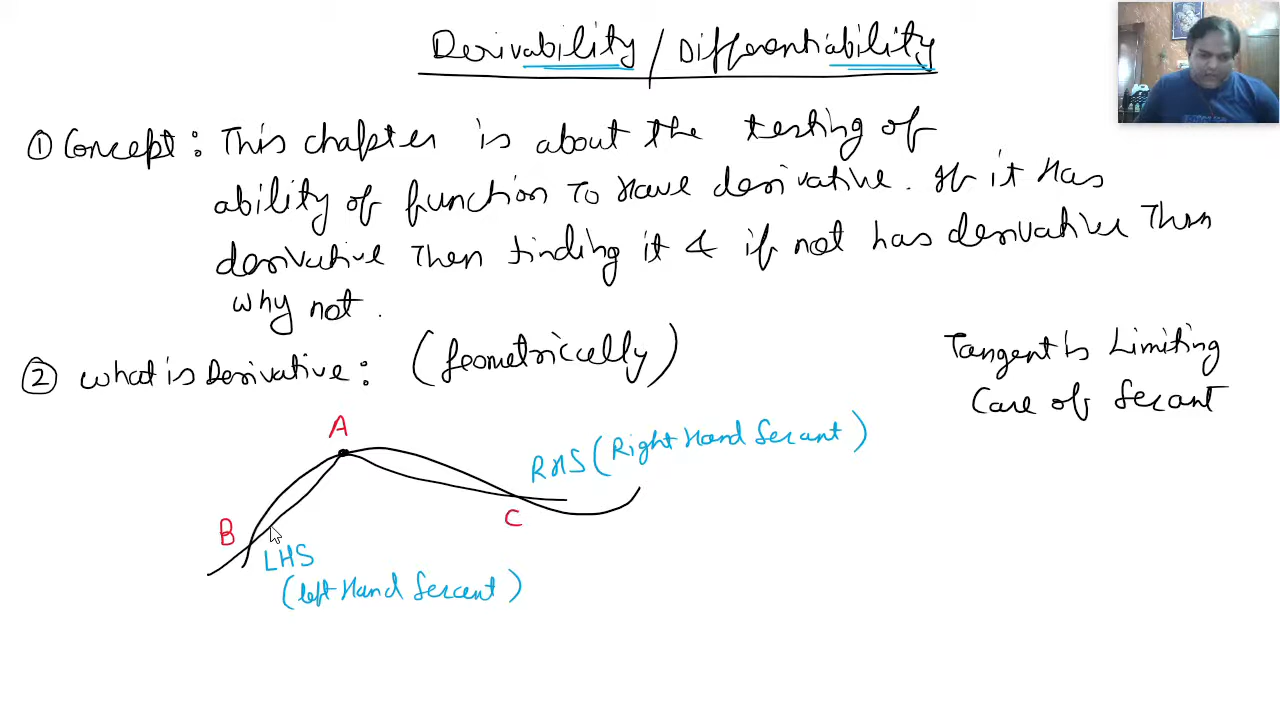 Derivability / Differentiability
① Concept : This chapter is about the testing of
ability of function To Have derivative. If it Has
derivative Then finding it & if not has derivative Then
why not.
② what is Derivative : (Geometrically)
Tangent is Limiting
Case of Secant
A
RHS (Right Hand Secant)
B
C
LHS
(left Hand Secant)